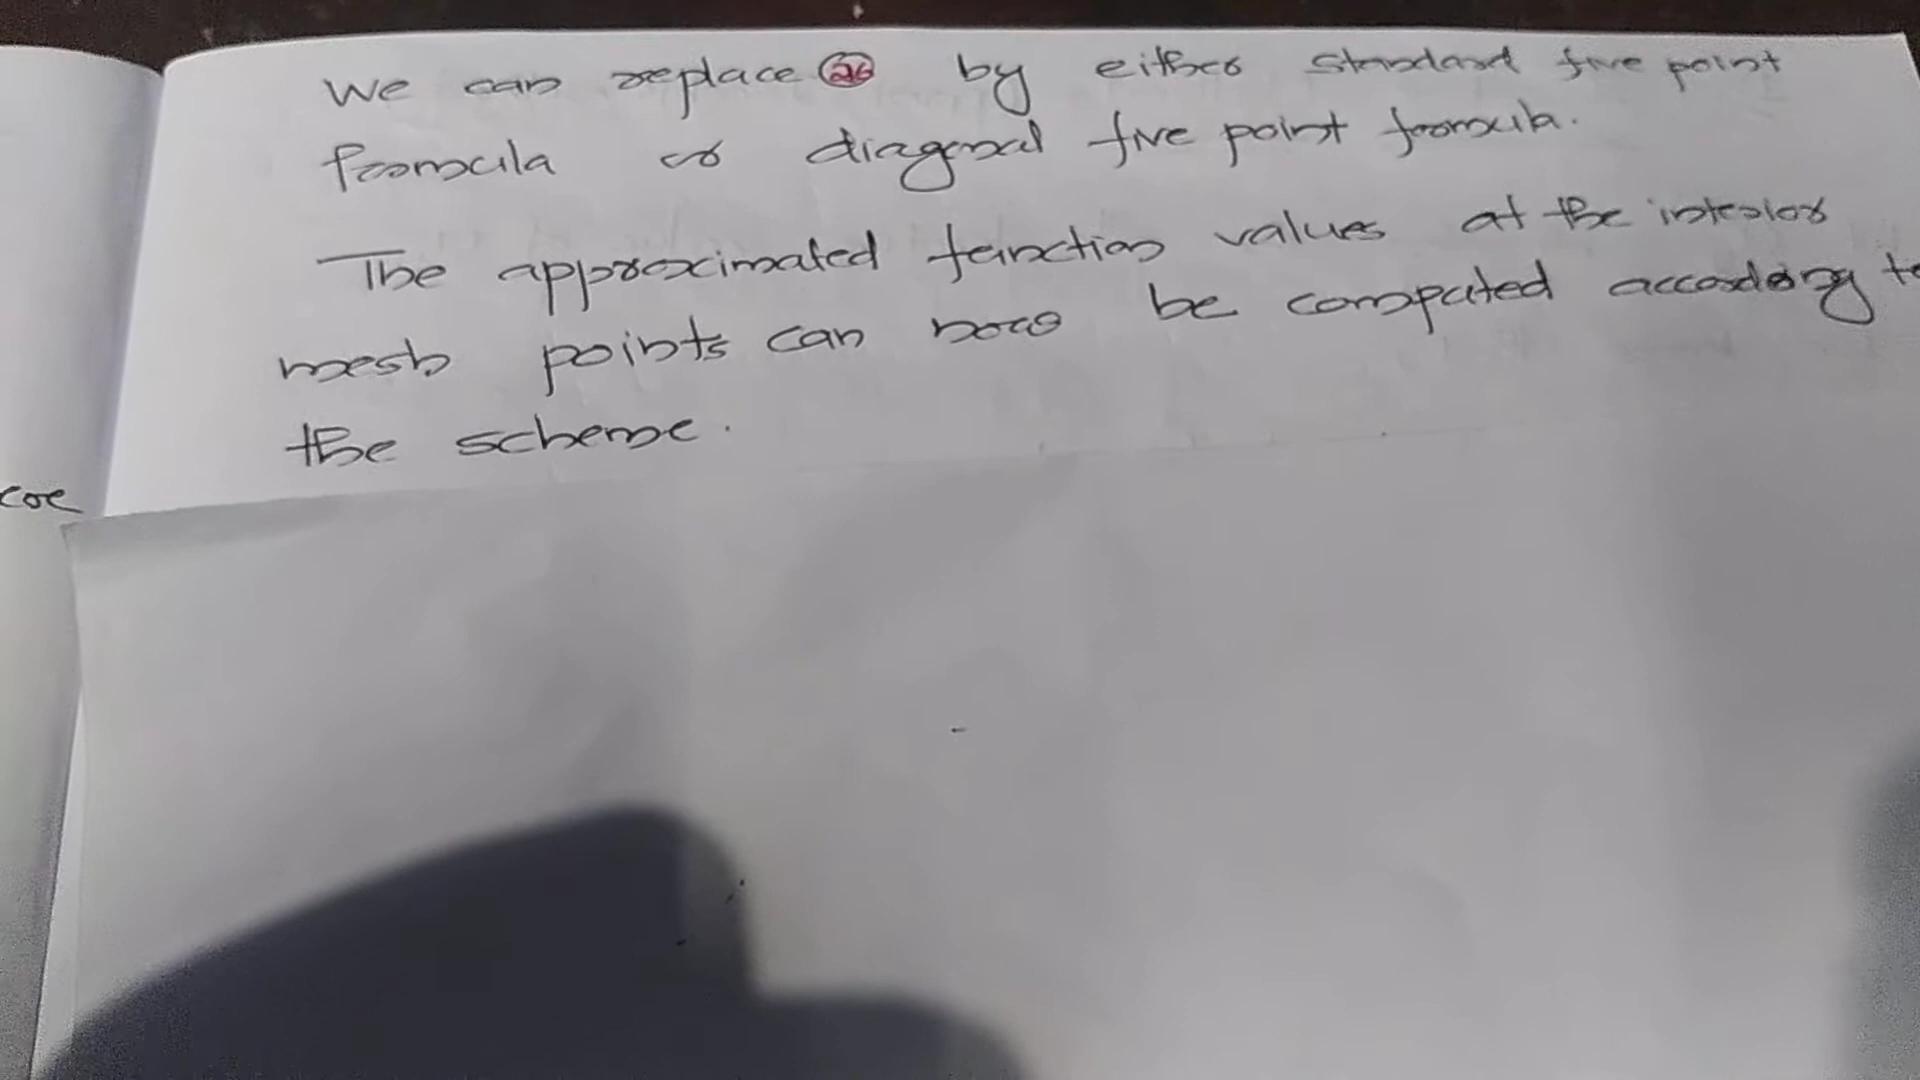 We can replace (26) by either standard five point
formula or diagonal five point formula.
The approximated function values at the interior
mesh points can now be computed according to
the scheme.
coe